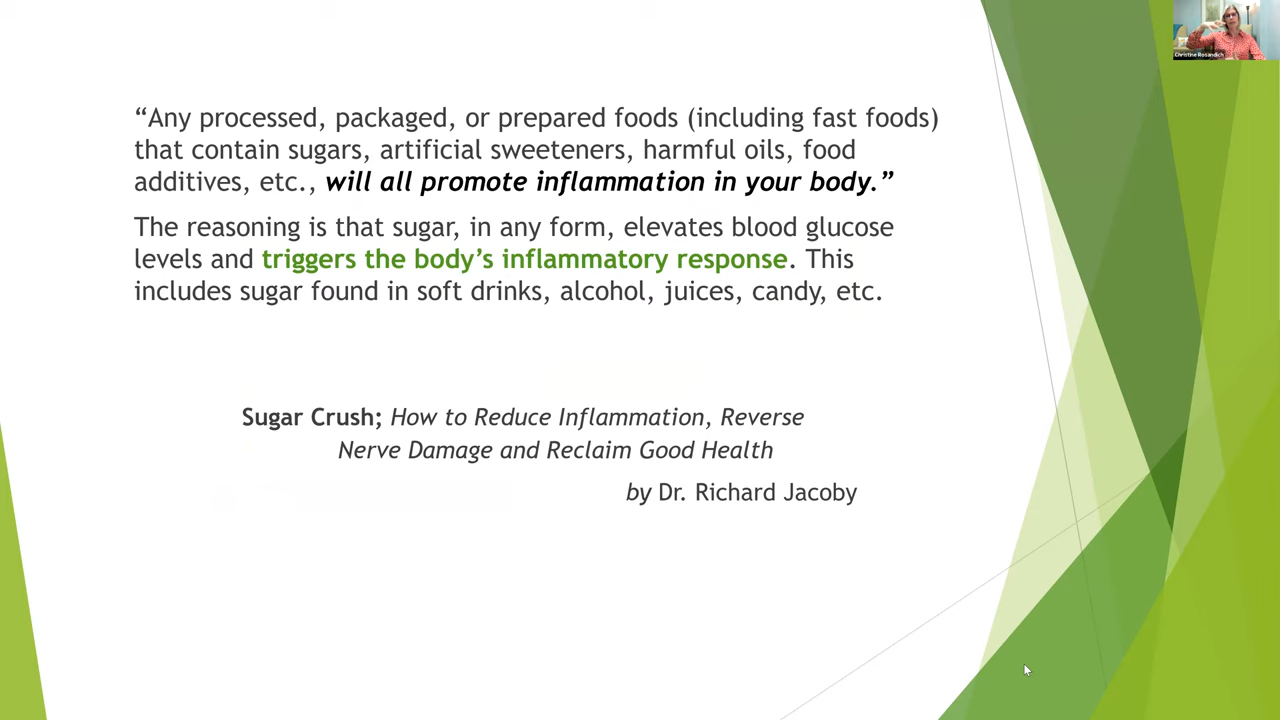 “Any processed, packaged, or prepared foods (including fast foods)
that contain sugars, artificial sweeteners, harmful oils, food
additives, etc., will all promote inflammation in your body.”
The reasoning is that sugar, in any form, elevates blood glucose
levels and triggers the body’s inflammatory response. This
includes sugar found in soft drinks, alcohol, juices, candy, etc.
Sugar Crush; How to Reduce Inflammation, Reverse
Nerve Damage and Reclaim Good Health
by Dr. Richard Jacoby
Christine Rosandich